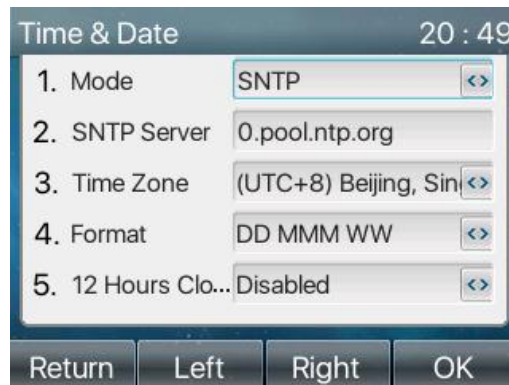 Time & Date 20 : 49
1. Mode SNTP
2. SNTP Server 0.pool.ntp.org
3. Time Zone (UTC+8) Beijing, Sin
4. Format DD MMM WW
5. 12 Hours Clo... Disabled
Return Left Right OK